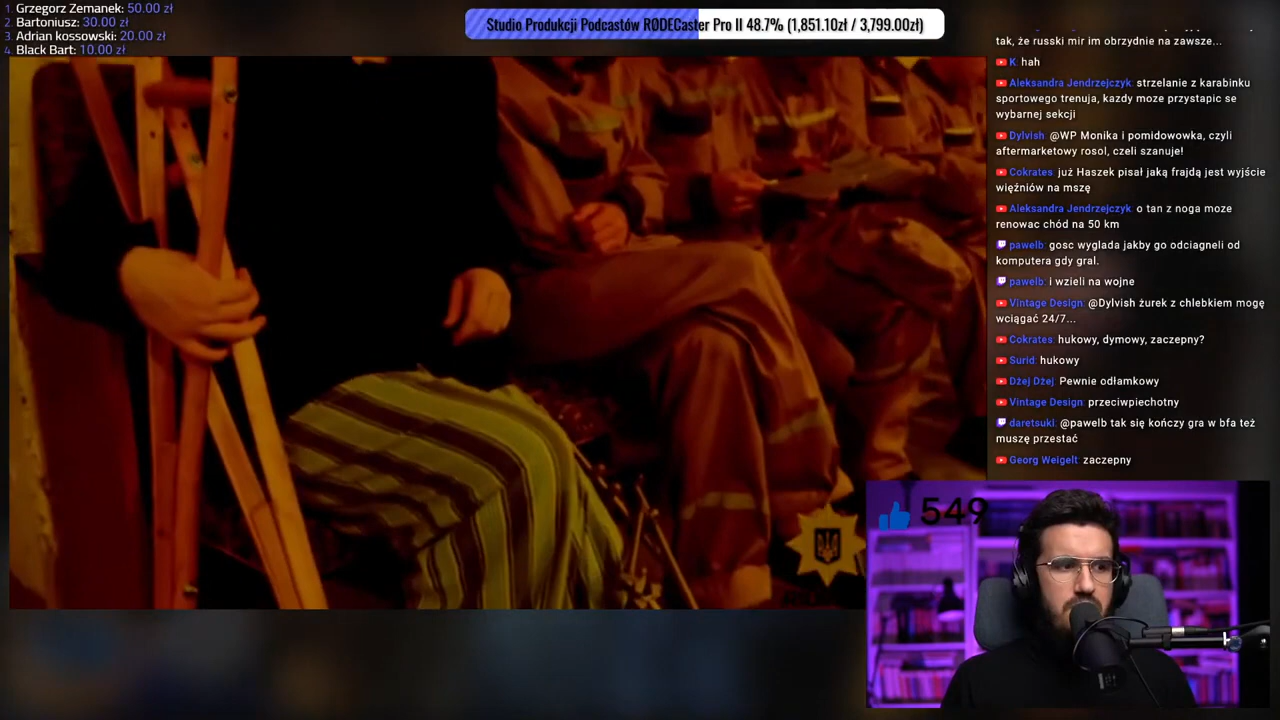 1. Grzegorz Zemanek: 50.00 zł
2. Bartoniusz: 30.00 zł
3. Adrian kossowski: 20.00 zł
4. Black Bart: 10.00 zł
Studio Produkcji Podcastów RØDECaster Pro II 48.7% (1,851.10zł / 3,799.00zł)
tak, że russki mir im obrzydnie na zawsze...
K: hah
Aleksandra Jendrzejczyk: strzelanie z karabinku
sportowego trenuja, kazdy moze przystapic se
wybarnej sekcji
Dylvish: @WP Monika i pomidowowka, czyli
aftermarketowy rosol, czeli szanuje!
Cokrates: już Haszek pisał jaką frajdą jest wyjście
więźniów na mszę
Aleksandra Jendrzejczyk: o tan z noga moze
renowac chód na 50 km
pawelb: gosc wyglada jakby go odciagneli od
komputera gdy gral.
pawelb: i wzieli na wojne
Vintage Design: @Dylvish żurek z chlebkiem mogę
wciągać 24/7...
Cokrates: hukowy, dymowy, zaczepny?
Surid: hukowy
Dżej Dżej: Pewnie odłamkowy
Vintage Design: przeciwpiechotny
daretsuki: @pawelb tak się kończy gra w bfa też
muszę przestać
Georg Weigelt: zaczepny
549